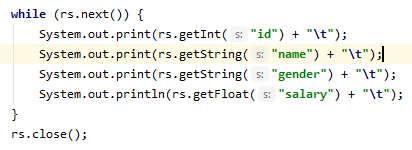 while (rs.next()) {
    System.out.print(rs.getInt( s: "id") + "\t");
    System.out.print(rs.getString( s: "name") + "\t");
    System.out.print(rs.getString( s: "gender") + "\t");
    System.out.println(rs.getFloat( s: "salary") + "\t");
}
rs.close();